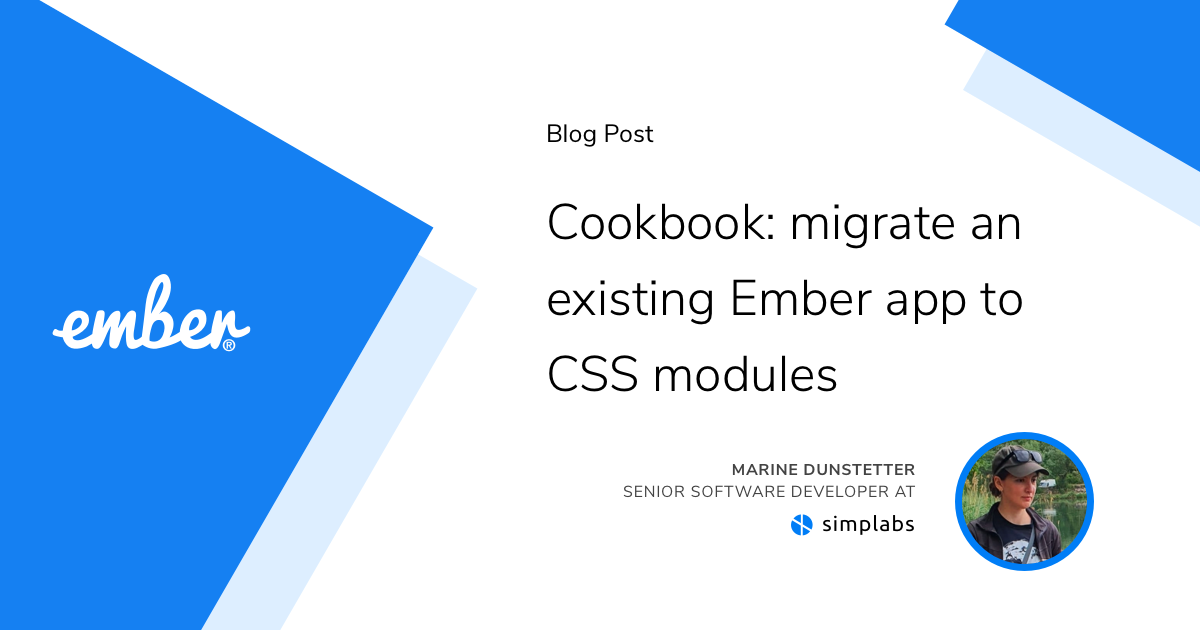 Blog Post
Cookbook: migrate an
existing Ember app to
CSS modules
ember®
MARINE DUNSTETTER
SENIOR SOFTWARE DEVELOPER AT
simplabs